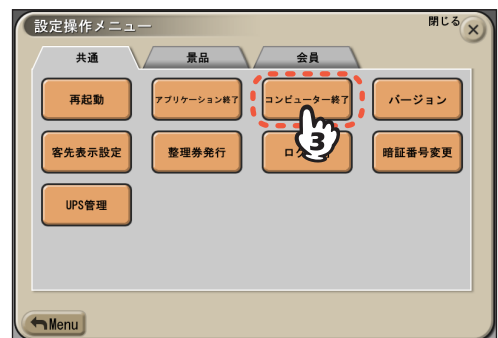 設定操作メニュー
閉じる
×
共通 景品 会員
再起動 アプリケーション終了 コンピューター終了 バージョン
客先表示設定 整理券発行 暗証番号変更
UPS管理
3
Menu